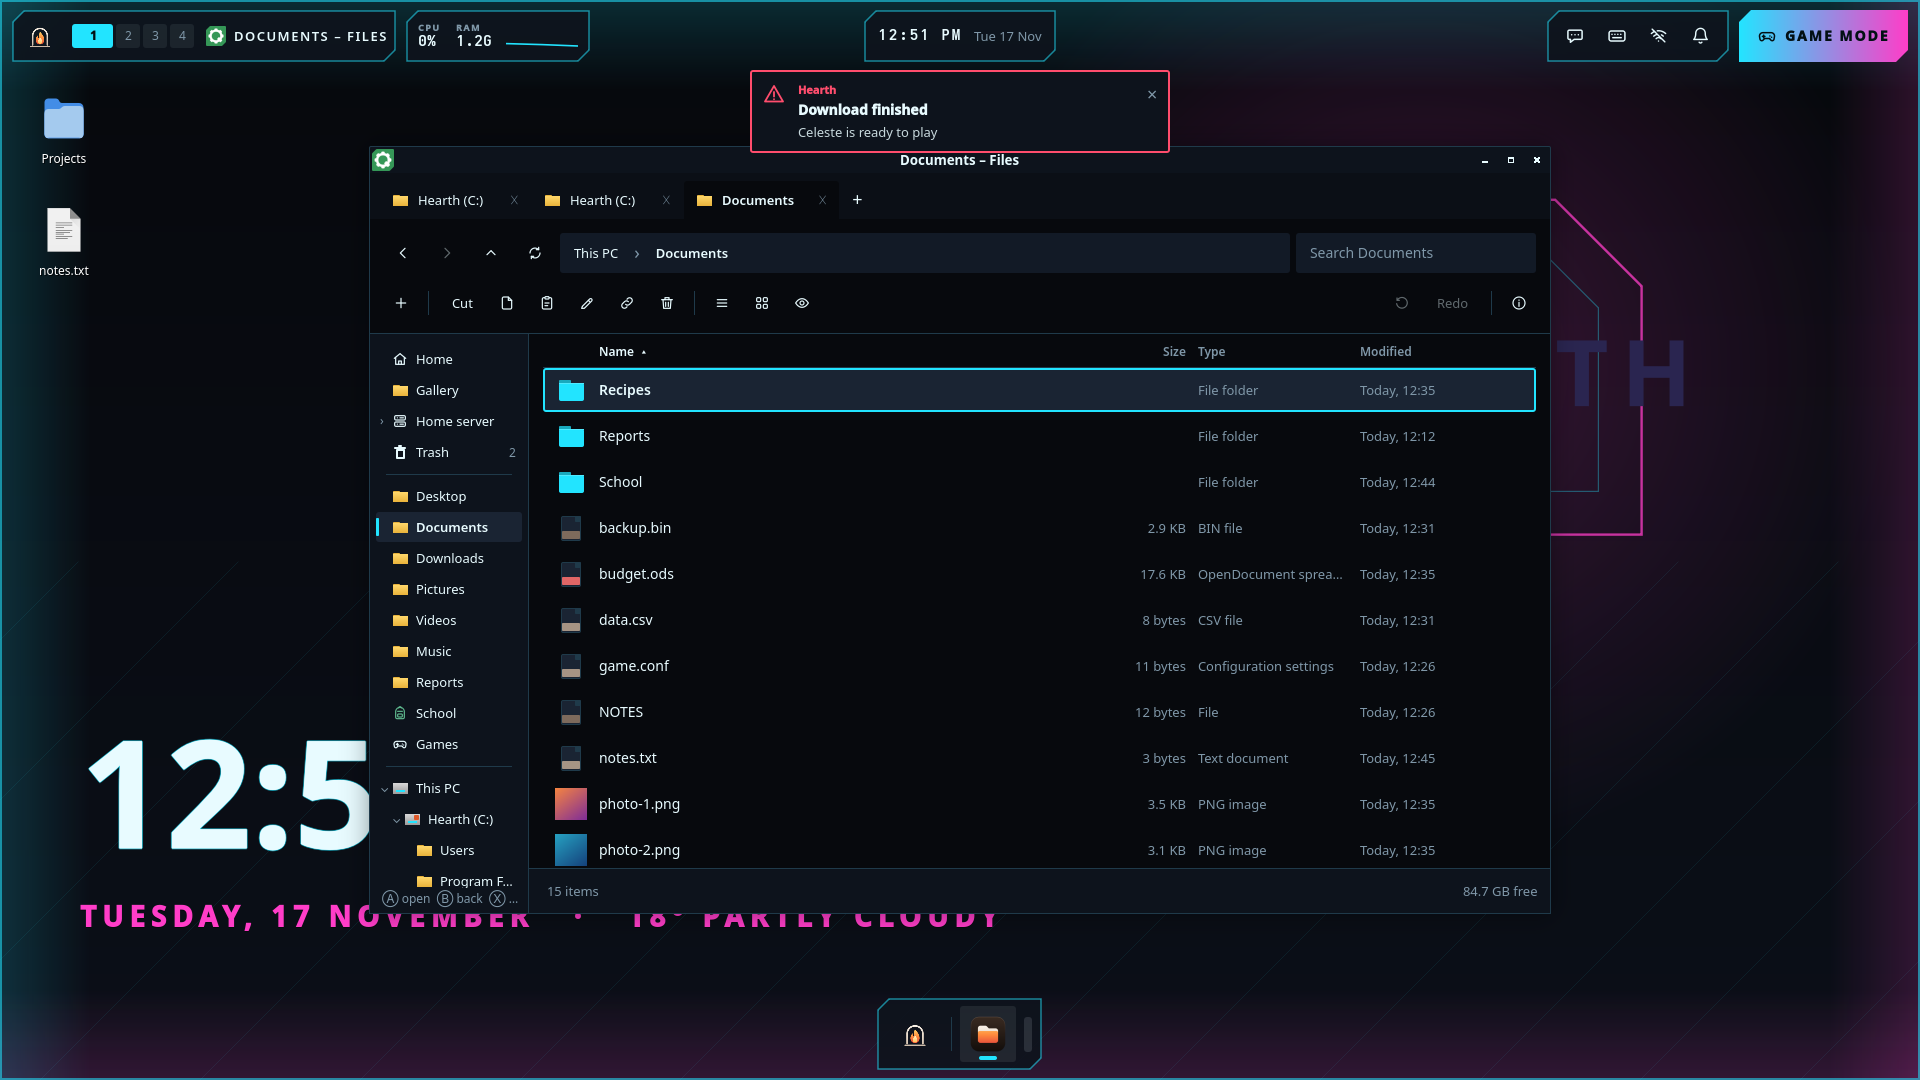 1 2 3 4 DOCUMENTS – FILES
CPU 0% RAM 1.2G
12:51 PM Tue 17 Nov
GAME MODE
Hearth
Download finished
Celeste is ready to play
Projects
notes.txt
Documents – Files
Hearth (C:) X Hearth (C:) X Documents X +
This PC › Documents
Search Documents
Cut
Redo
Name Size Type Modified
Home
Gallery
Home server
Trash 2
Desktop
Documents
Downloads
Pictures
Videos
Music
Reports
School
Games
This PC
Hearth (C:)
Users
Program F...
A open B back X ...
Recipes File folder Today, 12:35
Reports File folder Today, 12:12
School File folder Today, 12:44
backup.bin 2.9 KB BIN file Today, 12:31
budget.ods 17.6 KB OpenDocument sprea... Today, 12:35
data.csv 8 bytes CSV file Today, 12:31
game.conf 11 bytes Configuration settings Today, 12:26
NOTES 12 bytes File Today, 12:26
notes.txt 3 bytes Text document Today, 12:45
photo-1.png 3.5 KB PNG image Today, 12:35
photo-2.png 3.1 KB PNG image Today, 12:35
15 items 84.7 GB free
TH
12:5
TUESDAY, 17 NOVEMBER · 18° PARTLY CLOUDY